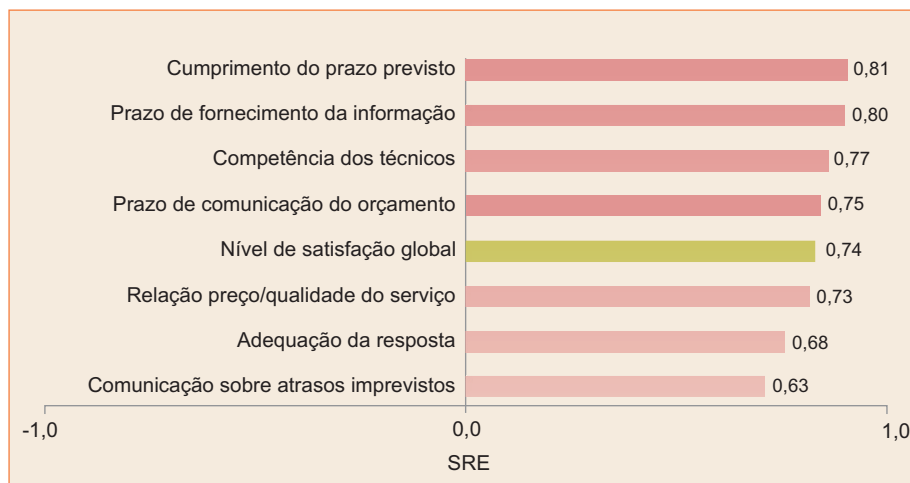 Cumprimento do prazo previsto 0,81
Prazo de fornecimento da informação 0,80
Competência dos técnicos 0,77
Prazo de comunicação do orçamento 0,75
Nível de satisfação global 0,74
Relação preço/qualidade do serviço 0,73
Adequação da resposta 0,68
Comunicação sobre atrasos imprevistos 0,63
-1,0 0,0 1,0
SRE